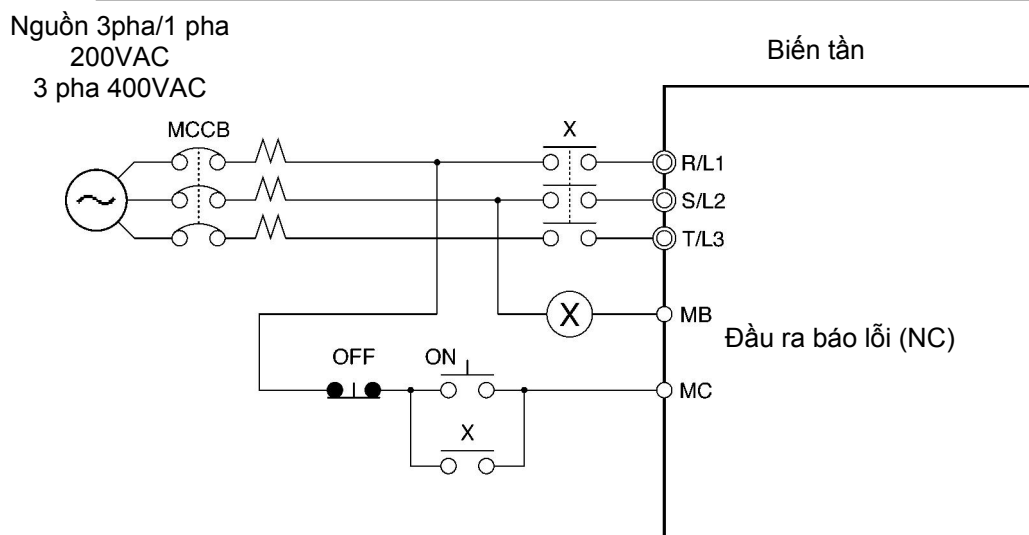 Nguồn 3pha/1 pha
200VAC
3 pha 400VAC
Biến tần
MCCB
X
R/L1
S/L2
T/L3
X
MB
Đầu ra báo lỗi (NC)
OFF
ON
MC
X